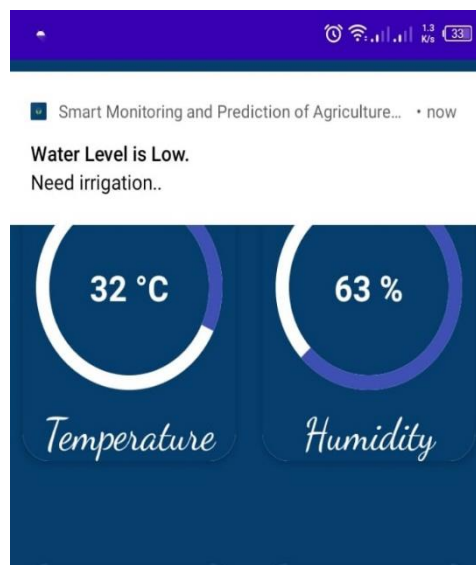 1.3
K/s
33
Smart Monitoring and Prediction of Agriculture... • now
Water Level is Low.
Need irrigation..
32 °C
63 %
Temperature
Humidity